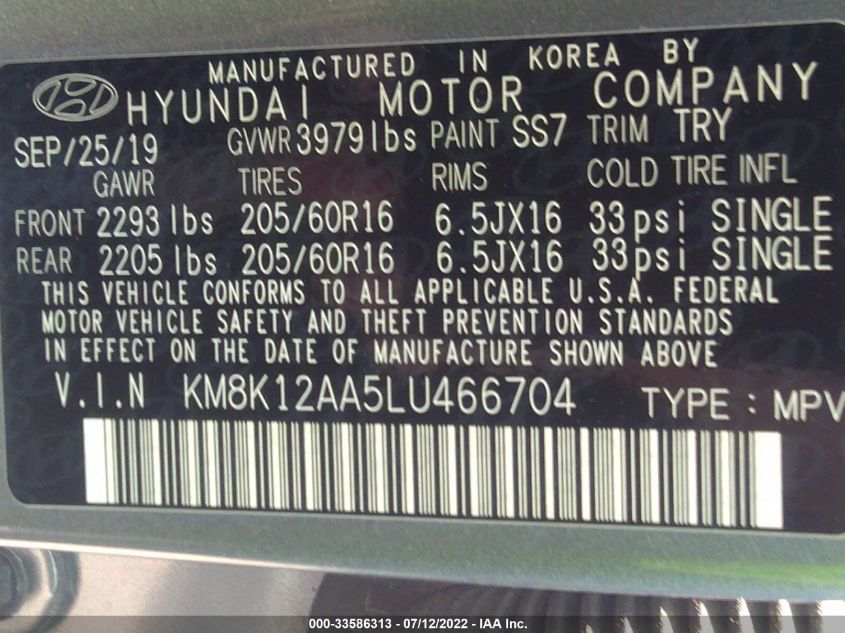 MANUFACTURED IN KOREA BY
HYUNDAI MOTOR COMPANY
SEP/25/19 GVWR 3979 lbs PAINT SS7 TRIM TRY
GAWR TIRES RIMS COLD TIRE INFL
FRONT 2293 lbs 205/60R16 6.5JX16 33psi SINGLE
REAR 2205 lbs 205/60R16 6.5JX16 33psi SINGLE
THIS VEHICLE CONFORMS TO ALL APPLICABLE U.S.A. FEDERAL
MOTOR VEHICLE SAFETY AND THEFT PREVENTION STANDARDS
IN EFFECT ON THE DATE OF MANUFACTURE SHOWN ABOVE
V.I.N KM8K12AA5LU466704 TYPE : MPV
000-33586313 - 07/12/2022 - IAA Inc.